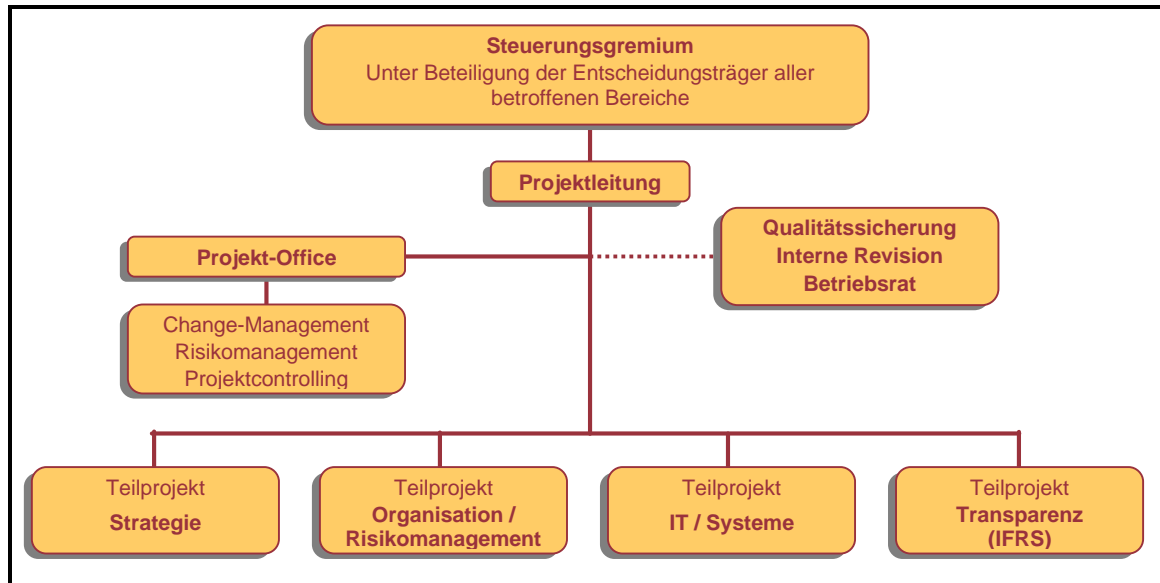 Steuerungsgremium
Unter Beteiligung der Entscheidungsträger aller
betroffenen Bereiche
Projektleitung
Projekt-Office
Qualitätssicherung
Interne Revision
Betriebsrat
Change-Management
Risikomanagement
Projektcontrolling
Teilprojekt
Strategie
Teilprojekt
Organisation /
Risikomanagement
Teilprojekt
IT / Systeme
Teilprojekt
Transparenz
(IFRS)